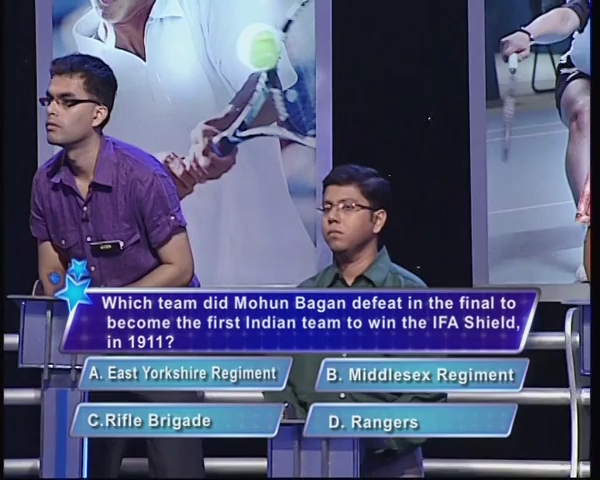 Which team did Mohun Bagan defeat in the final to
become the first Indian team to win the IFA Shield,
in 1911?
A. East Yorkshire Regiment
B. Middlesex Regiment
C.Rifle Brigade
D. Rangers